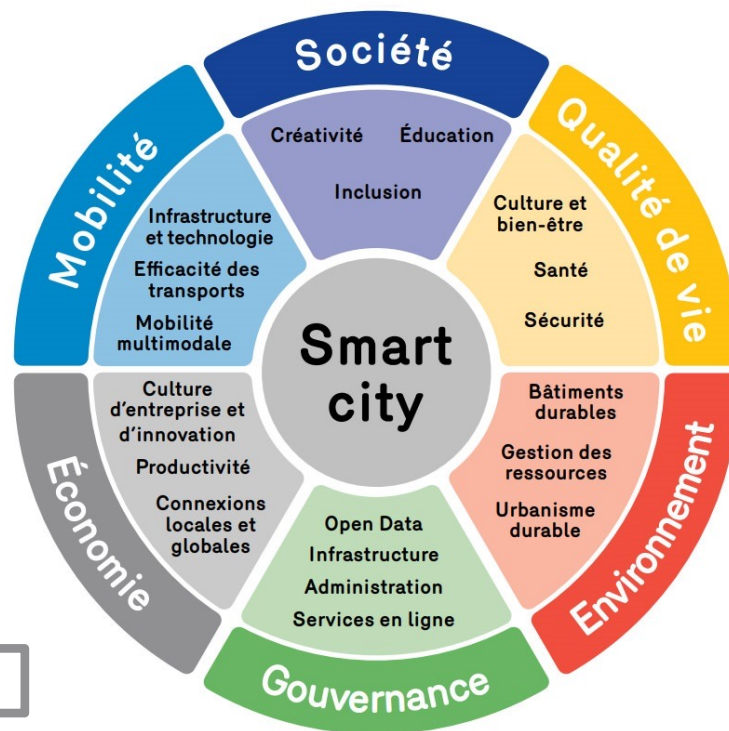 Société
Créativité Éducation
Inclusion
Qualité de vie
Culture et
bien-être
Santé
Sécurité
Environnement
Bâtiments
durables
Gestion des
ressources
Urbanisme
durable
Gouvernance
Open Data
Infrastructure
Administration
Services en ligne
Économie
Culture
d'entreprise et
d'innovation
Productivité
Connexions
locales et
globales
Mobilité
Infrastructure
et technologie
Efficacité des
transports
Mobilité
multimodale
Smart
city